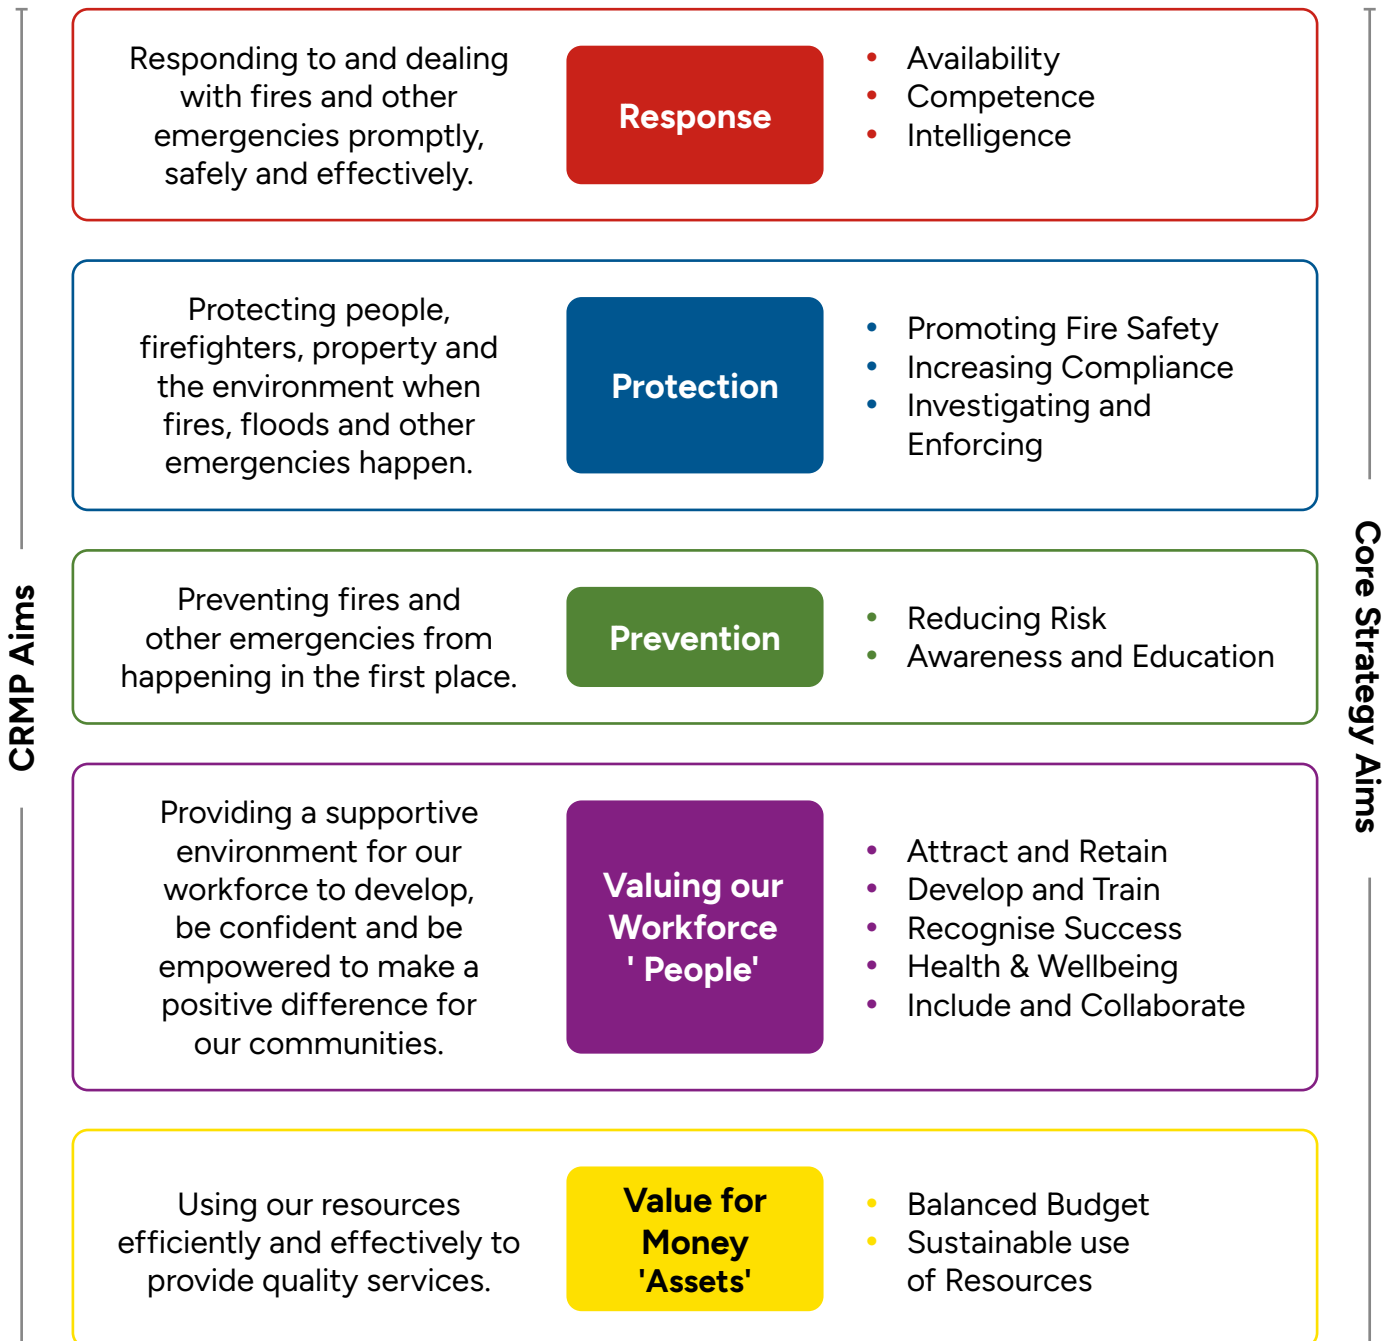 CRMP Aims
Responding to and dealing
with fires and other
emergencies promptly,
safely and effectively.
Response
• Availability
• Competence
• Intelligence
Protecting people,
firefighters, property and
the environment when
fires, floods and other
emergencies happen.
Protection
• Promoting Fire Safety
• Increasing Compliance
• Investigating and
Enforcing
Preventing fires and
other emergencies from
happening in the first place.
Prevention
• Reducing Risk
• Awareness and Education
Providing a supportive
environment for our
workforce to develop,
be confident and be
empowered to make a
positive difference for
our communities.
Valuing our
Workforce
' People'
• Attract and Retain
• Develop and Train
• Recognise Success
• Health & Wellbeing
• Include and Collaborate
Using our resources
efficiently and effectively to
provide quality services.
Value for
Money
'Assets'
• Balanced Budget
• Sustainable use
of Resources
Core Strategy Aims